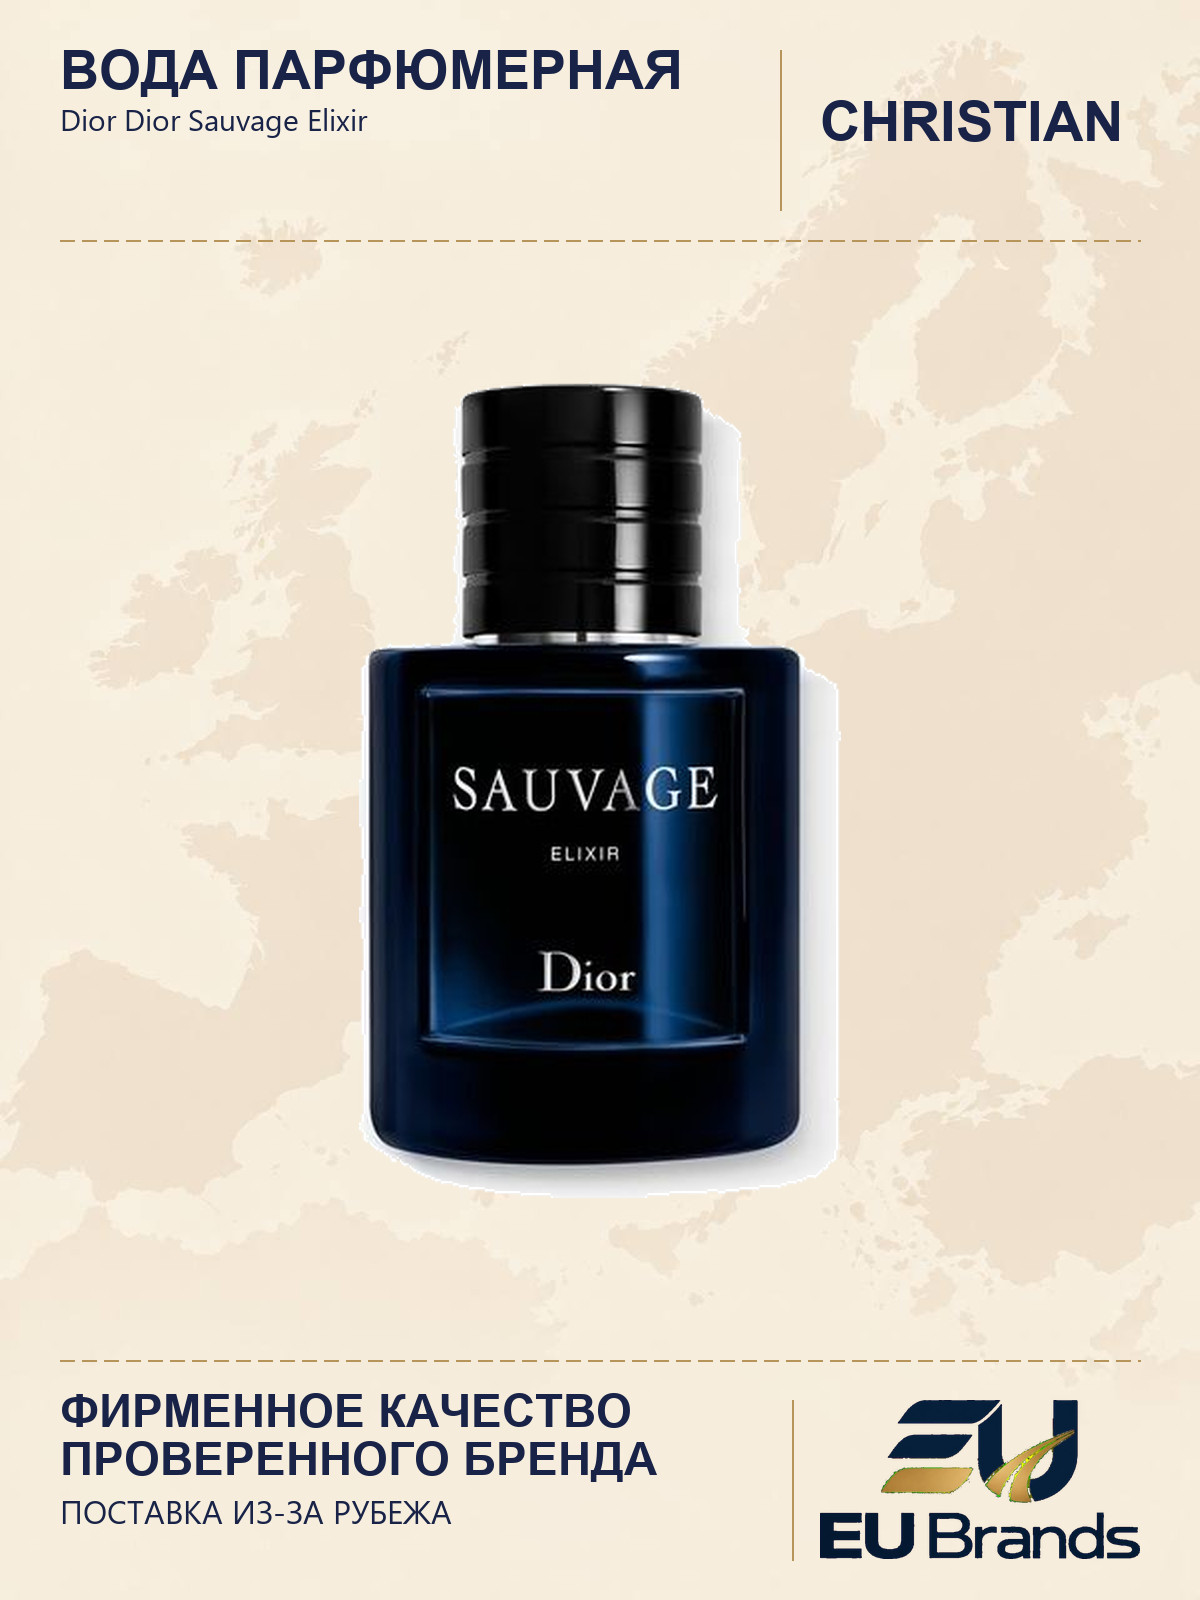 ВОДА ПАРФЮМЕРНАЯ
Dior Dior Sauvage Elixir
CHRISTIAN
SAUVAGE
ELIXIR
Dior
ФИРМЕННОЕ КАЧЕСТВО
ПРОВЕРЕННОГО БРЕНДА
ПОСТАВКА ИЗ-ЗА РУБЕЖА
EU
EU Brands